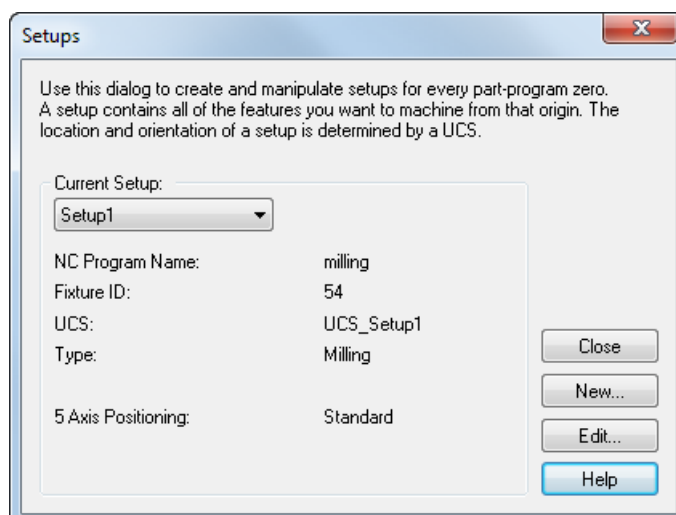 Setups
Use this dialog to create and manipulate setups for every part-program zero.
A setup contains all of the features you want to machine from that origin. The
location and orientation of a setup is determined by a UCS.
Current Setup:
Setup1
NC Program Name: milling
Fixture ID: 54
UCS: UCS_Setup1
Type: Milling
5 Axis Positioning: Standard
Close
New...
Edit...
Help